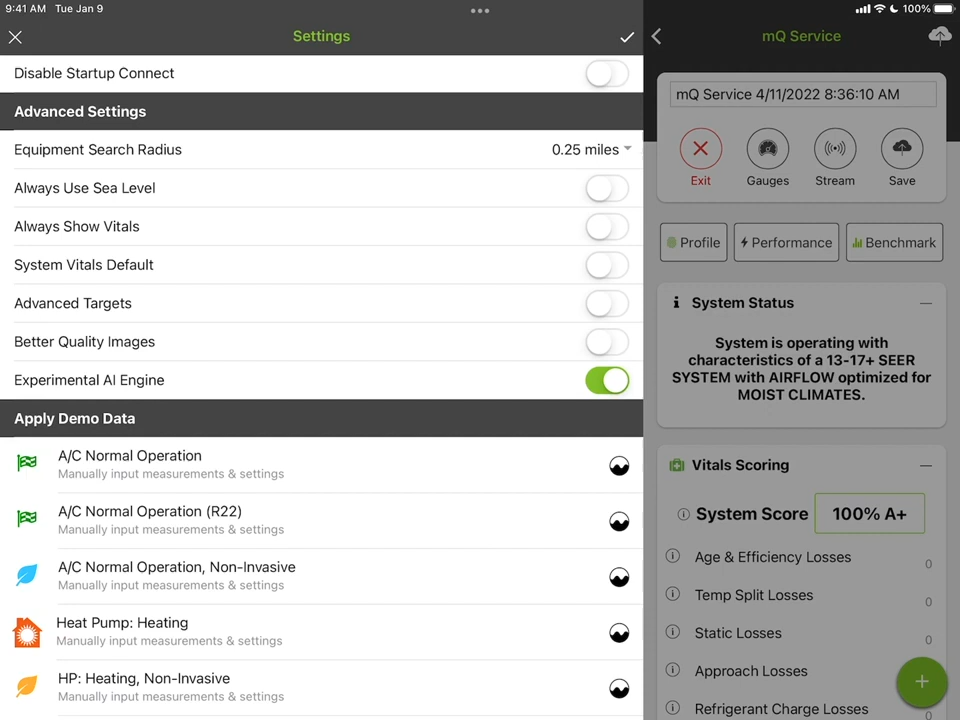 9:41 AM Tue Jan 9
100%
Settings
Disable Startup Connect
Advanced Settings
Equipment Search Radius
0.25 miles
Always Use Sea Level
Always Show Vitals
System Vitals Default
Advanced Targets
Better Quality Images
Experimental AI Engine
Apply Demo Data
A/C Normal Operation
Manually input measurements & settings
A/C Normal Operation (R22)
Manually input measurements & settings
A/C Normal Operation, Non-Invasive
Manually input measurements & settings
Heat Pump: Heating
Manually input measurements & settings
HP: Heating, Non-Invasive
Manually input measurements & settings
mQ Service
mQ Service 4/11/2022 8:36:10 AM
Exit Gauges Stream Save
Profile Performance Benchmark
System Status
System is operating with
characteristics of a 13-17+ SEER
SYSTEM with AIRFLOW optimized for
MOIST CLIMATES.
Vitals Scoring
System Score 100% A+
Age & Efficiency Losses 0
Temp Split Losses 0
Static Losses 0
Approach Losses
Refrigerant Charge Losses 0